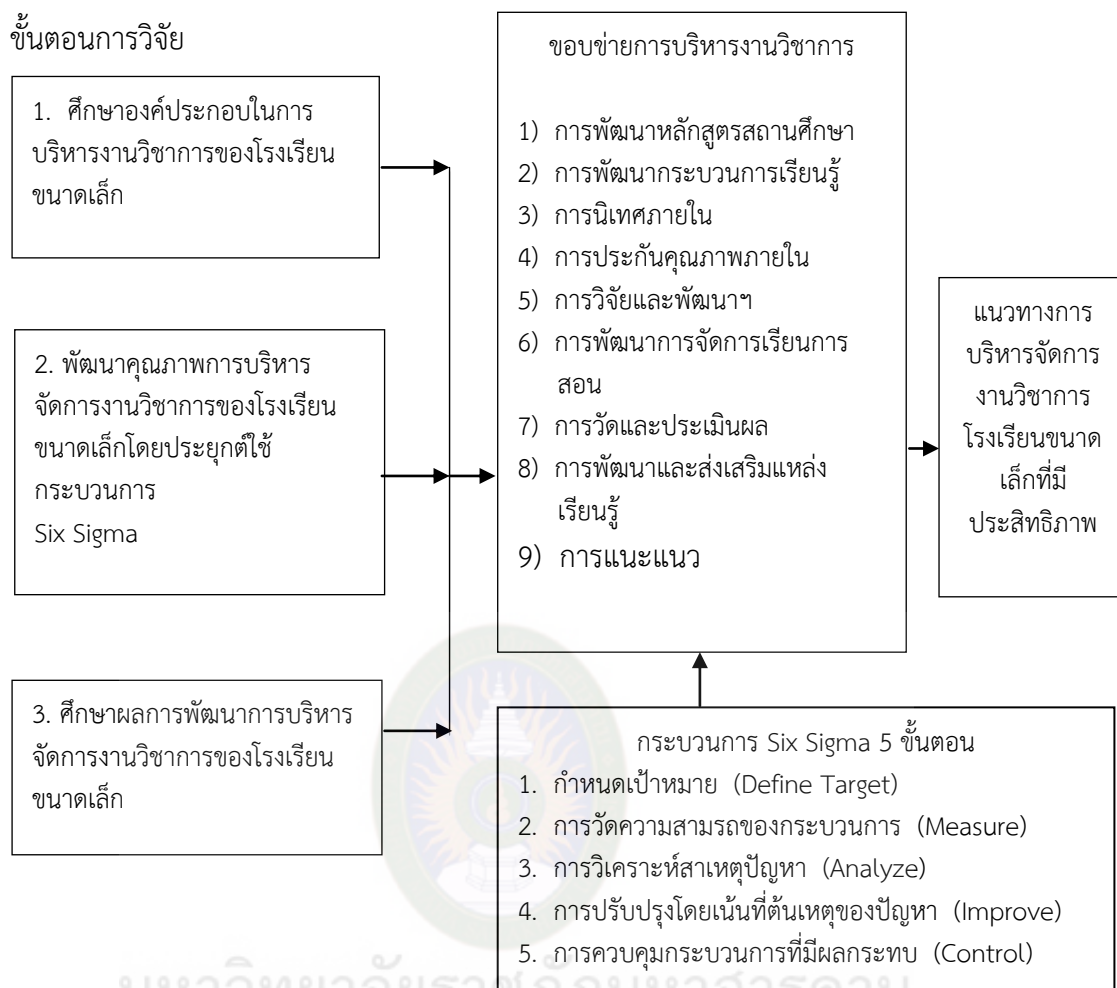 ขั้นตอนการวิจัย
1. ศึกษาองค์ประกอบในการ
บริหารงานวิชาการของโรงเรียน
ขนาดเล็ก
2. พัฒนาคุณภาพการบริหาร
จัดการงานวิชาการของโรงเรียน
ขนาดเล็กโดยประยุกต์ใช้
กระบวนการ
Six Sigma
3. ศึกษาผลการพัฒนาการบริหาร
จัดการงานวิชาการของโรงเรียน
ขนาดเล็ก
ขอบข่ายการบริหารงานวิชาการ
1) การพัฒนาหลักสูตรสถานศึกษา
2) การพัฒนากระบวนการเรียนรู้
3) การนิเทศภายใน
4) การประกันคุณภาพภายใน
5) การวิจัยและพัฒนาฯ
6) การพัฒนาการจัดการเรียนการ
สอน
7) การวัดและประเมินผล
8) การพัฒนาและส่งเสริมแหล่ง
เรียนรู้
9) การแนะแนว
กระบวนการ Six Sigma 5 ขั้นตอน
1. กำหนดเป้าหมาย (Define Target)
2. การวัดความสามรถของกระบวนการ (Measure)
3. การวิเคราะห์สาเหตุปัญหา (Analyze)
4. การปรับปรุงโดยเน้นที่ต้นเหตุของปัญหา (Improve)
5. การควบคุมกระบวนการที่มีผลกระทบ (Control)
แนวทางการ
บริหารจัดการ
งานวิชาการ
โรงเรียนขนาด
เล็กที่มี
ประสิทธิภาพ
มหาวิทยาลัยราชภัฏมหาสารคาม